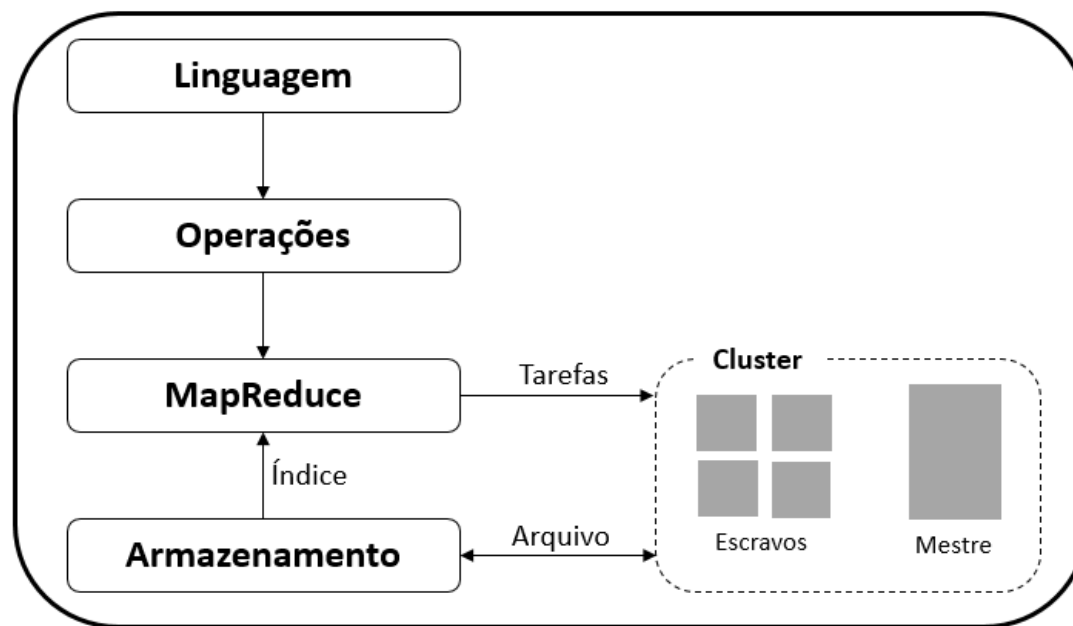 Linguagem
Operações
MapReduce
Tarefas
Cluster
Índice
Armazenamento
Arquivo
Escravos
Mestre